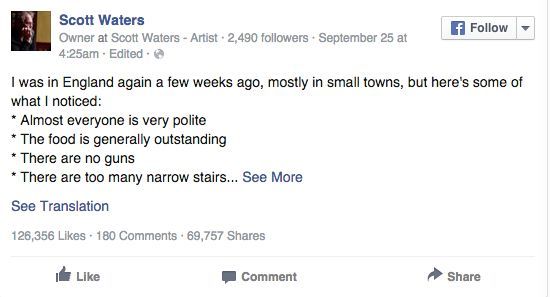 Scott Waters
Owner at Scott Waters - Artist · 2,490 followers · September 25 at
4:25am · Edited ·
Follow
I was in England again a few weeks ago, mostly in small towns, but here's some of
what I noticed:
* Almost everyone is very polite
* The food is generally outstanding
* There are no guns
* There are too many narrow stairs... See More
See Translation
126,356 Likes · 180 Comments · 69,757 Shares
Like Comment Share